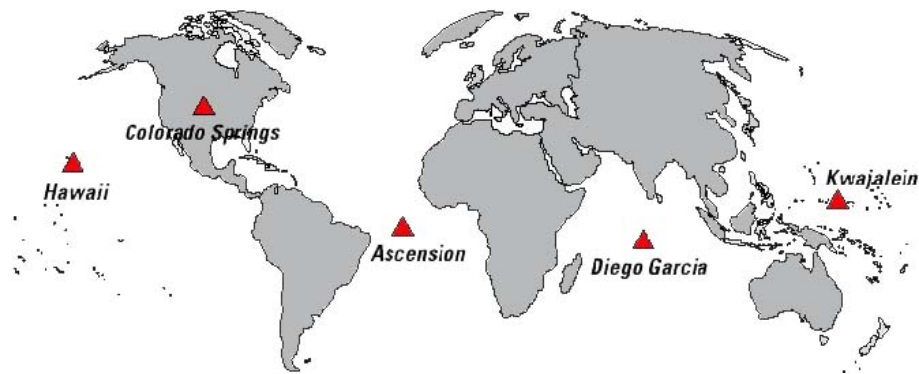 Colorado Springs
Hawaii
Kwajalein
Ascension
Diego Garcia